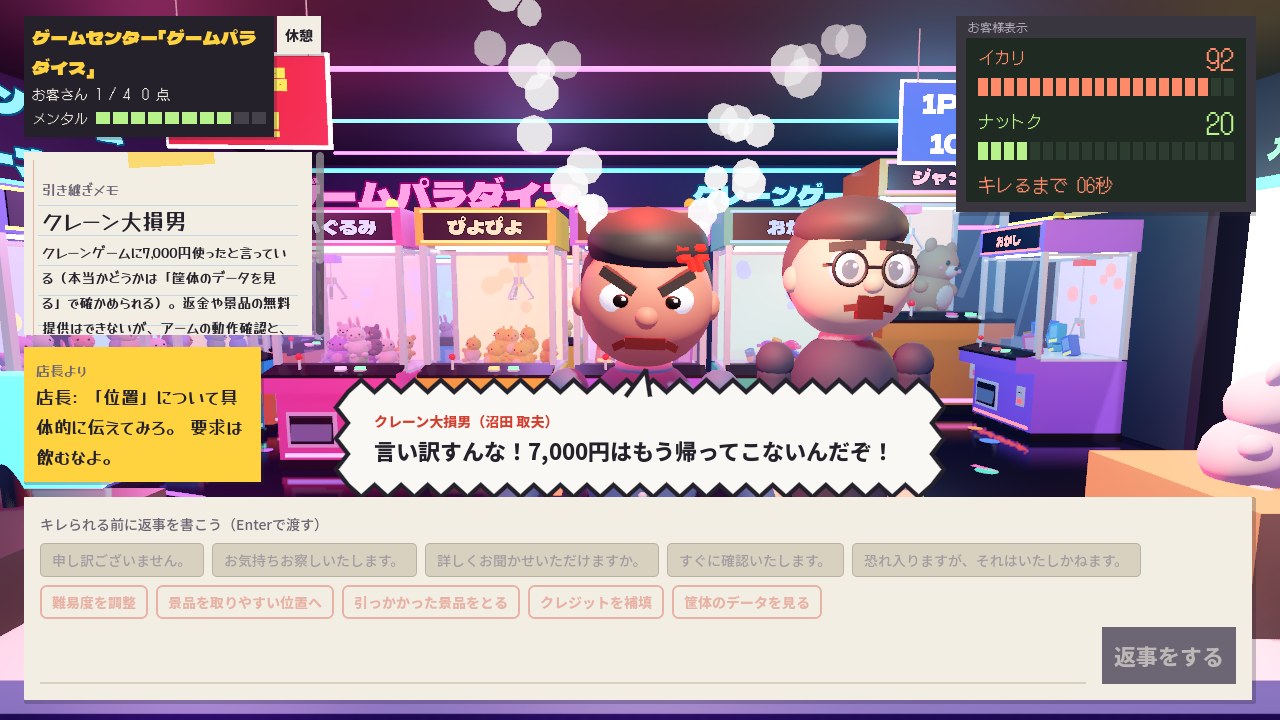 ゲームセンター「ゲームパラ
ダイス」
休憩
お客さん 1 / 4 0 点
メンタル
引き継ぎメモ
クレーン大損男
クレーンゲームに7,000円使ったと言ってい
る（本当かどうかは「筐体のデータを見
る」で確かめられる）。返金や景品の無料
提供はできないが、アームの動作確認と、
店長より
店長: 「位置」について具
体的に伝えてみろ。 要求は
飲むなよ。
お客様表示
イカリ 92
ナットク 20
キレるまで 06秒
ームパラダイス
クレーンゲー
ぐるみ
ぴよぴよ
おか
ジャン
おかし
1P
10
クレーン大損男（沼田 取夫）
言い訳すんな！7,000円はもう帰ってこないんだぞ！
キレられる前に返事を書こう（Enterで渡す）
申し訳ございません。
お気持ちお察しいたします。
詳しくお聞かせいただけますか。
すぐに確認いたします。
恐れ入りますが、それはいたしかねます。
難易度を調整
景品を取りやすい位置へ
引っかかった景品をとる
クレジットを補填
筐体のデータを見る
返事をする